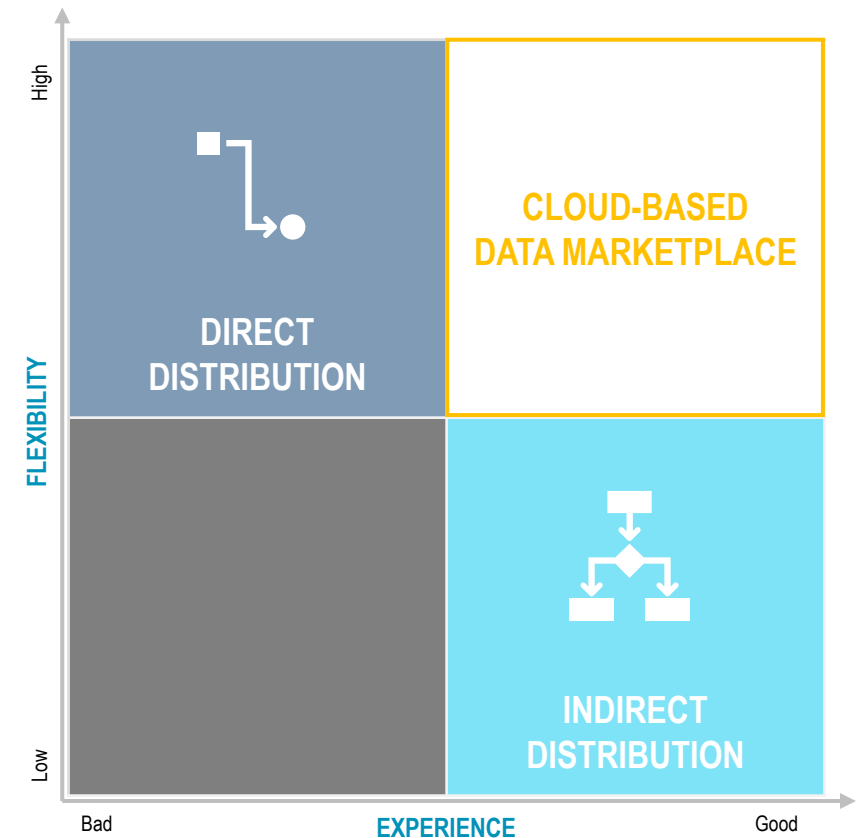 High
CLOUD-BASED
DATA MARKETPLACE
DIRECT
DISTRIBUTION
FLEXIBILITY
INDIRECT
DISTRIBUTION
Low
Bad
EXPERIENCE
Good